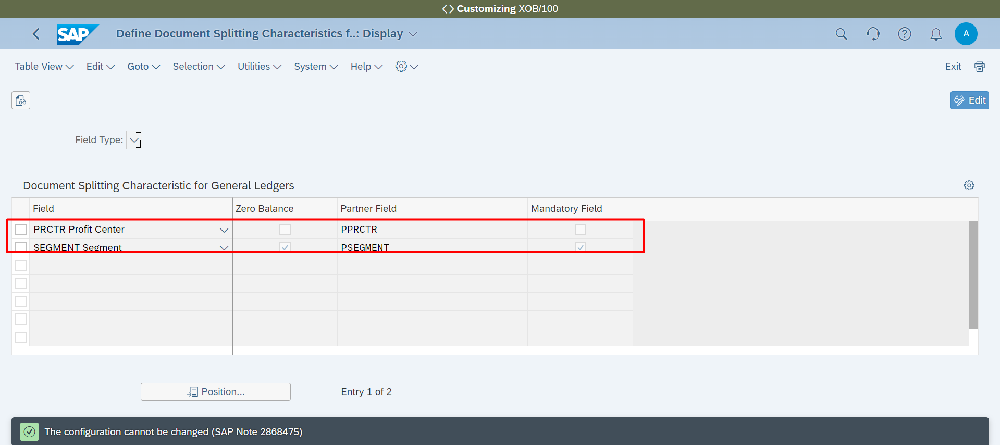 Customizing XOB/100
SAP Define Document Splitting Characteristics f..: Display A
Table View Edit Goto Selection Utilities System Help Exit
Edit
Field Type:
Document Splitting Characteristic for General Ledgers
Field Zero Balance Partner Field Mandatory Field
PRCTR Profit Center PPRCTR
SEGMENT Segment PSEGMENT
Position... Entry 1 of 2
The configuration cannot be changed (SAP Note 2868475)